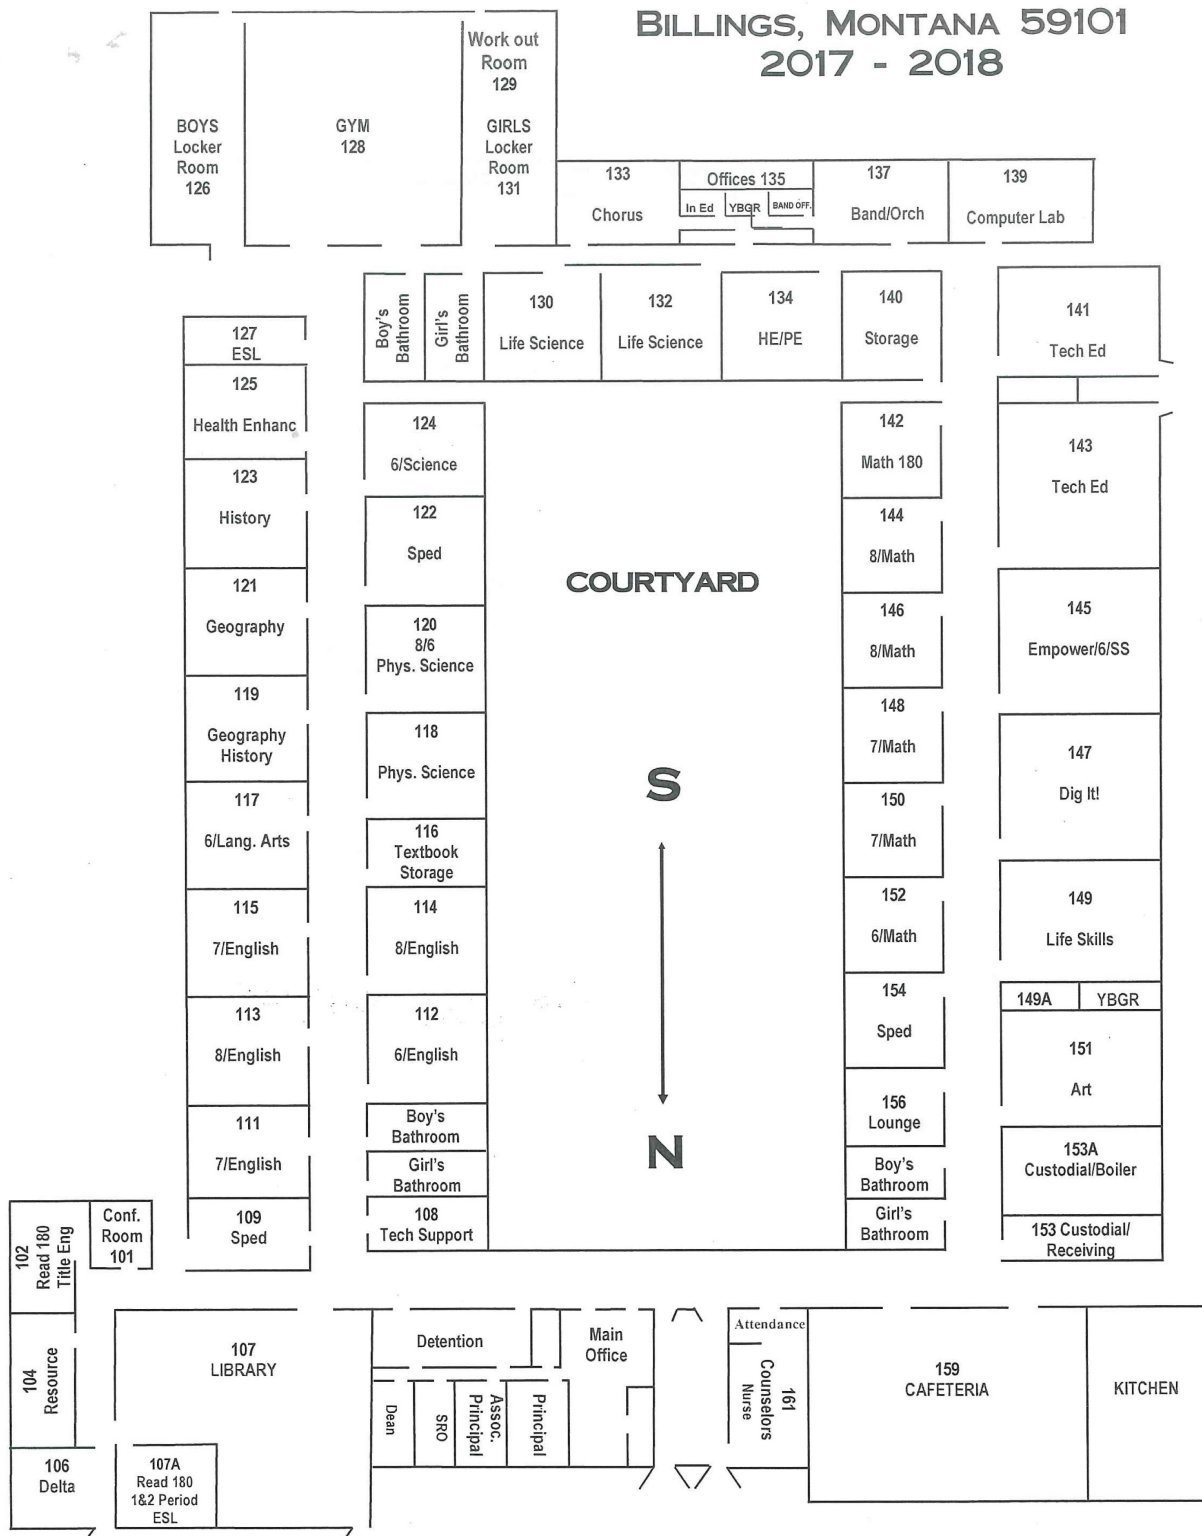 BILLINGS, MONTANA 59101
2017 - 2018
Work out
Room
129
BOYS
Locker
Room
126
GYM
128
GIRLS
Locker
Room
131
133
Chorus
Offices 135
In Ed
YBGR
BAND OFF.
137
Band/Orch
139
Computer Lab
Boy's
Bathroom
Girl's
Bathroom
130
Life Science
132
Life Science
134
HE/PE
140
Storage
141
Tech Ed
127
ESL
125
Health Enhanc
123
History
121
Geography
119
Geography
History
117
6/Lang. Arts
115
7/English
113
8/English
111
7/English
109
Sped
124
6/Science
122
Sped
120
8/6
Phys. Science
118
Phys. Science
116
Textbook
Storage
114
8/English
112
6/English
Boy's
Bathroom
Girl's
Bathroom
108
Tech Support
COURTYARD
S
N
142
Math 180
144
8/Math
146
8/Math
148
7/Math
150
7/Math
152
6/Math
154
Sped
156
Lounge
Boy's
Bathroom
Girl's
Bathroom
143
Tech Ed
145
Empower/6/SS
147
Dig It!
149
Life Skills
149A
YBGR
151
Art
153A
Custodial/Boiler
153 Custodial/
Receiving
102
Read 180
Title Eng
Conf.
Room
101
104
Resource
106
Delta
107
LIBRARY
107A
Read 180
1&2 Period
ESL
Detention
Main
Office
Dean
SRO
Assoc.
Principal
Principal
Attendance
161
Counselors
Nurse
159
CAFETERIA
KITCHEN